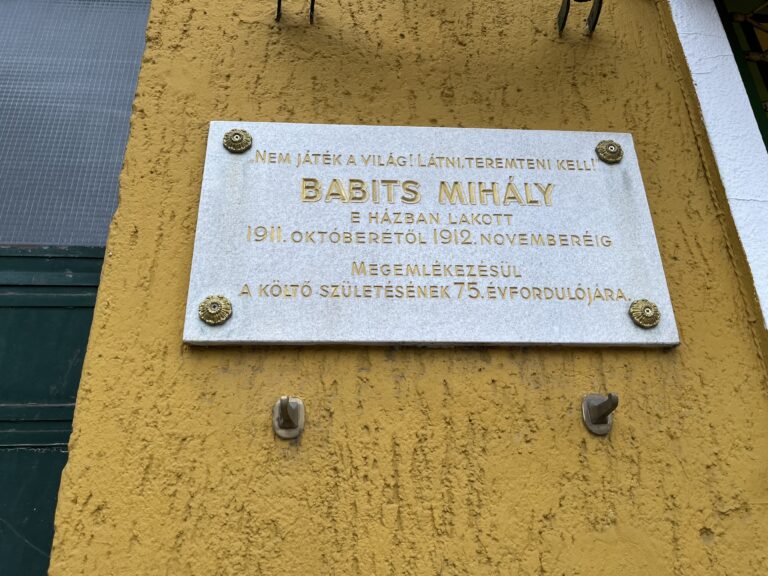 „NEM JÁTÉK A VILÁG! LÁTNI, TEREMTENI KELL!”
BABITS MIHÁLY
E HÁZBAN LAKOTT
1911. OKTÓBERÉTŐL 1912. NOVEMBERÉIG
MEGEMLÉKEZÉSÜL
A KÖLTŐ SZÜLETÉSÉNEK 75. ÉVFORDULÓJÁRA.